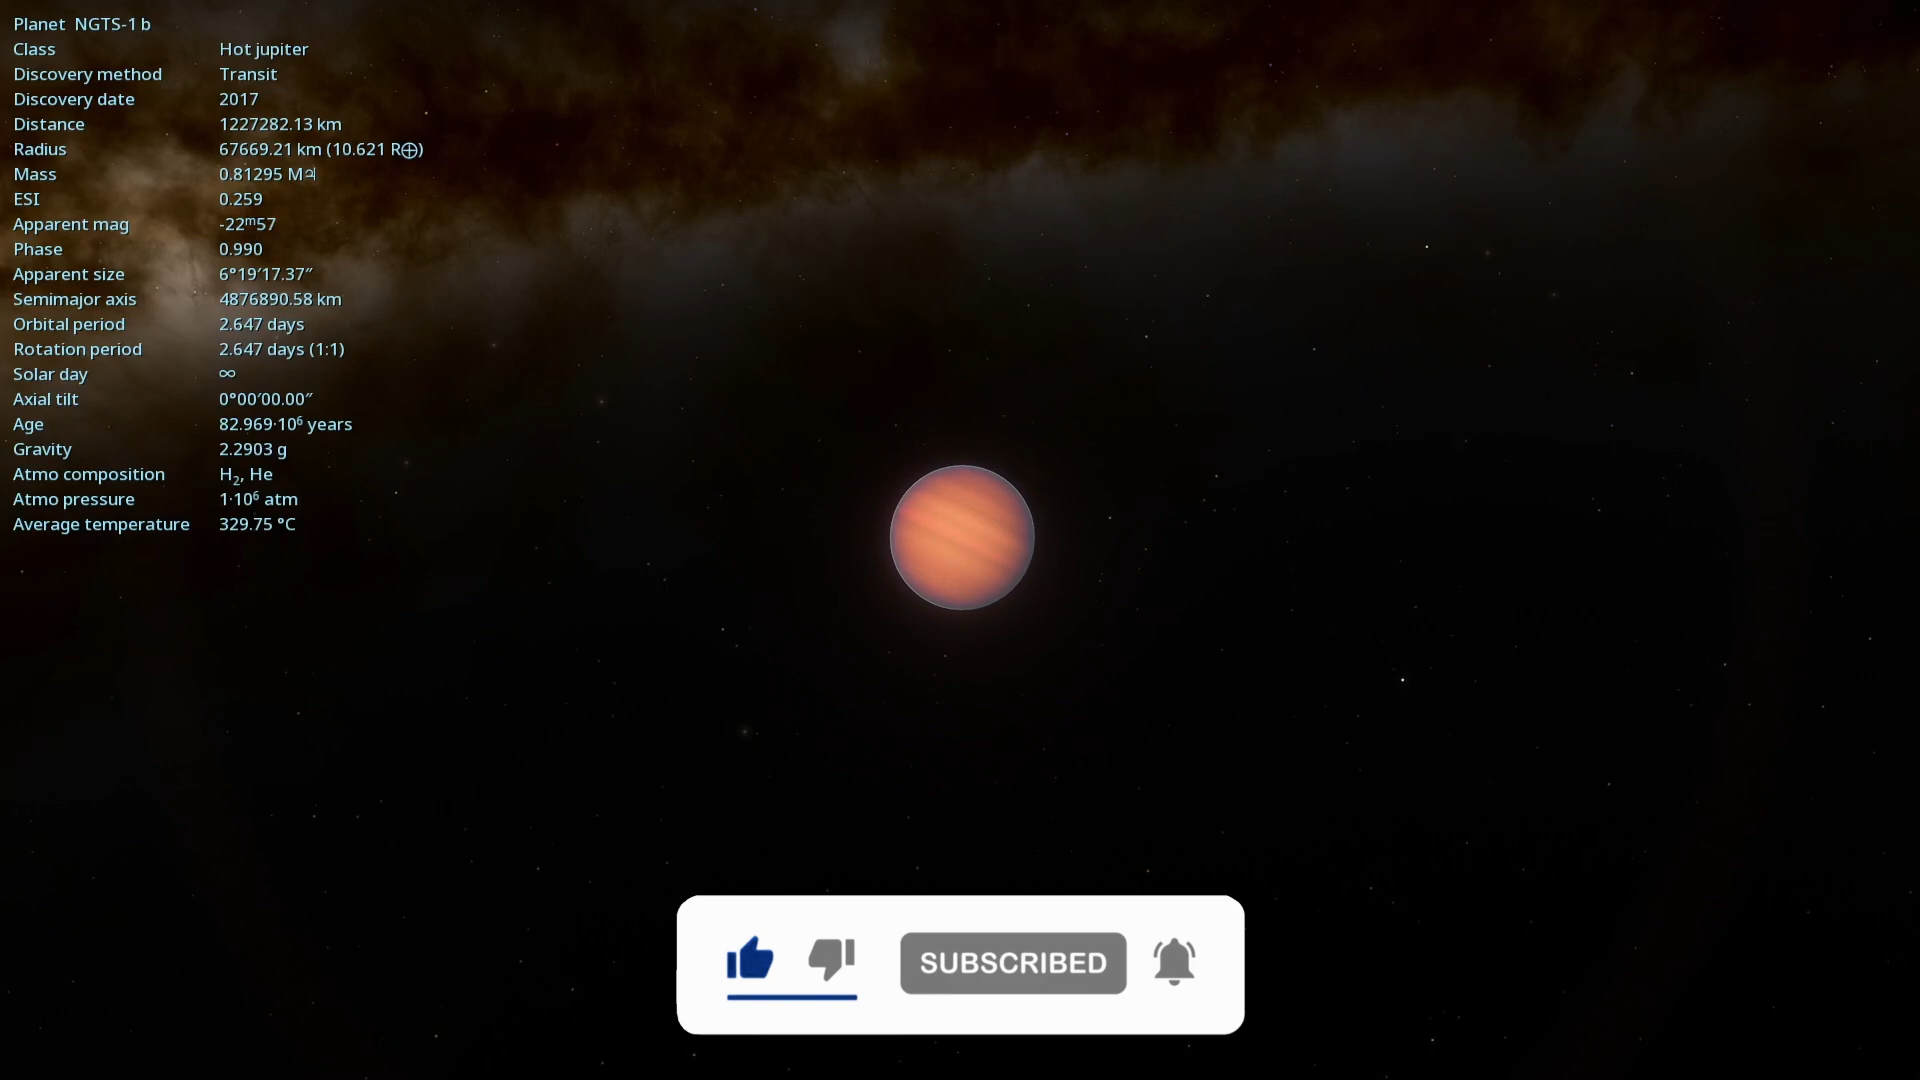 Planet NGTS-1 b
Class Hot jupiter
Discovery method Transit
Discovery date 2017
Distance 1227282.13 km
Radius 67669.21 km (10.621 R⊕)
Mass 0.81295 M♃
ESI 0.259
Apparent mag -22ᵐ57
Phase 0.990
Apparent size 6°19′17.37″
Semimajor axis 4876890.58 km
Orbital period 2.647 days
Rotation period 2.647 days (1:1)
Solar day ∞
Axial tilt 0°00′00.00″
Age 82.969·10⁶ years
Gravity 2.2903 g
Atmo composition H₂, He
Atmo pressure 1·10⁶ atm
Average temperature 329.75 °C
SUBSCRIBED